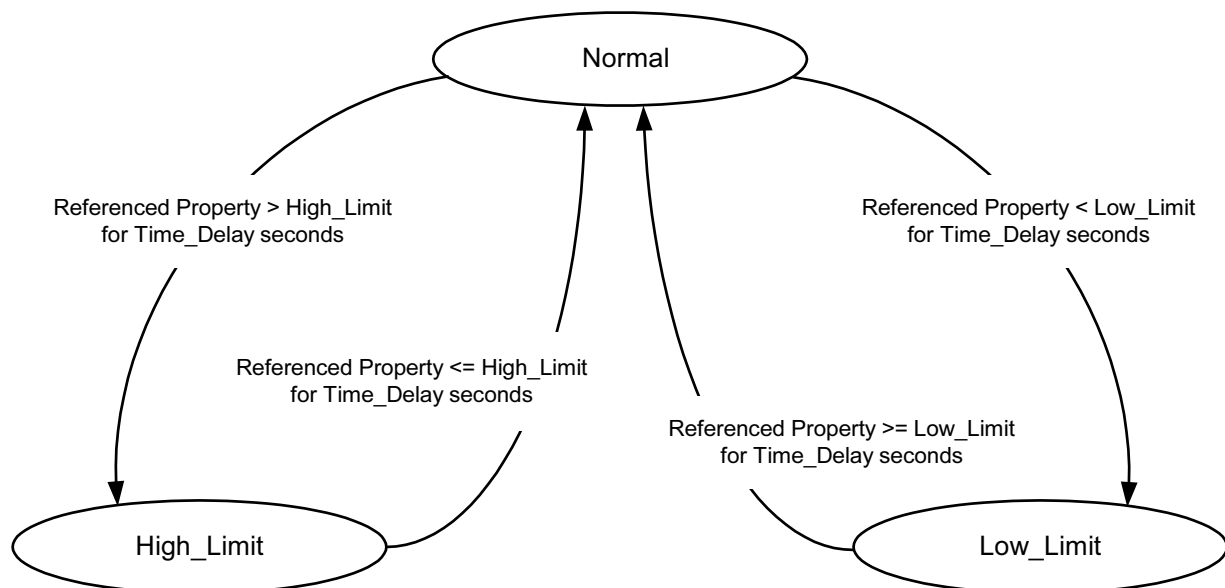 Normal
Referenced Property > High_Limit
for Time_Delay seconds
Referenced Property < Low_Limit
for Time_Delay seconds
Referenced Property <= High_Limit
for Time_Delay seconds
Referenced Property >= Low_Limit
for Time_Delay seconds
High_Limit
Low_Limit